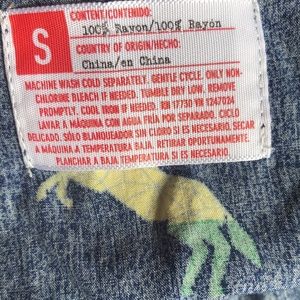 S
CONTENT/CONTENIDO:
100% Rayon/100% Rayón
COUNTRY OF ORIGIN/HECHO:
China/en China
MACHINE WASH COLD SEPARATELY. GENTLE CYCLE. ONLY NON-
CHLORINE BLEACH IF NEEDED. TUMBLE DRY LOW. REMOVE
PROMPTLY. COOL IRON IF NEEDED. RN 17730 VN 1247024
LAVAR A MÁQUINA CON AGUA FRÍA POR SEPARADO. CICLO
DELICADO. SÓLO BLANQUEADOR SIN CLORO SI ES NECESARIO. SECAR
A MÁQUINA A TEMPERATURA BAJA. RETIRAR OPORTUNAMENTE.
PLANCHAR A BAJA TEMPERATURA SI ES NECESARIO